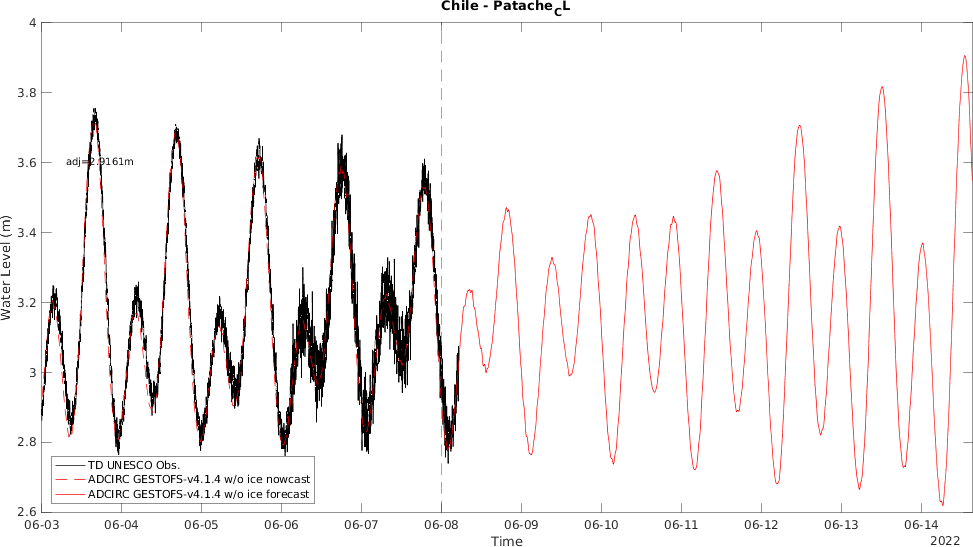 Chile - Patache_CL
4
3.8
3.6
3.4
3.2
3
2.8
2.6
Water Level (m)
adj=2.9161m
TD UNESCO Obs.
ADCIRC GESTOFS-v4.1.4 w/o ice nowcast
ADCIRC GESTOFS-v4.1.4 w/o ice forecast
06-03 06-04 06-05 06-06 06-07 06-08 06-09 06-10 06-11 06-12 06-13 06-14
Time
2022